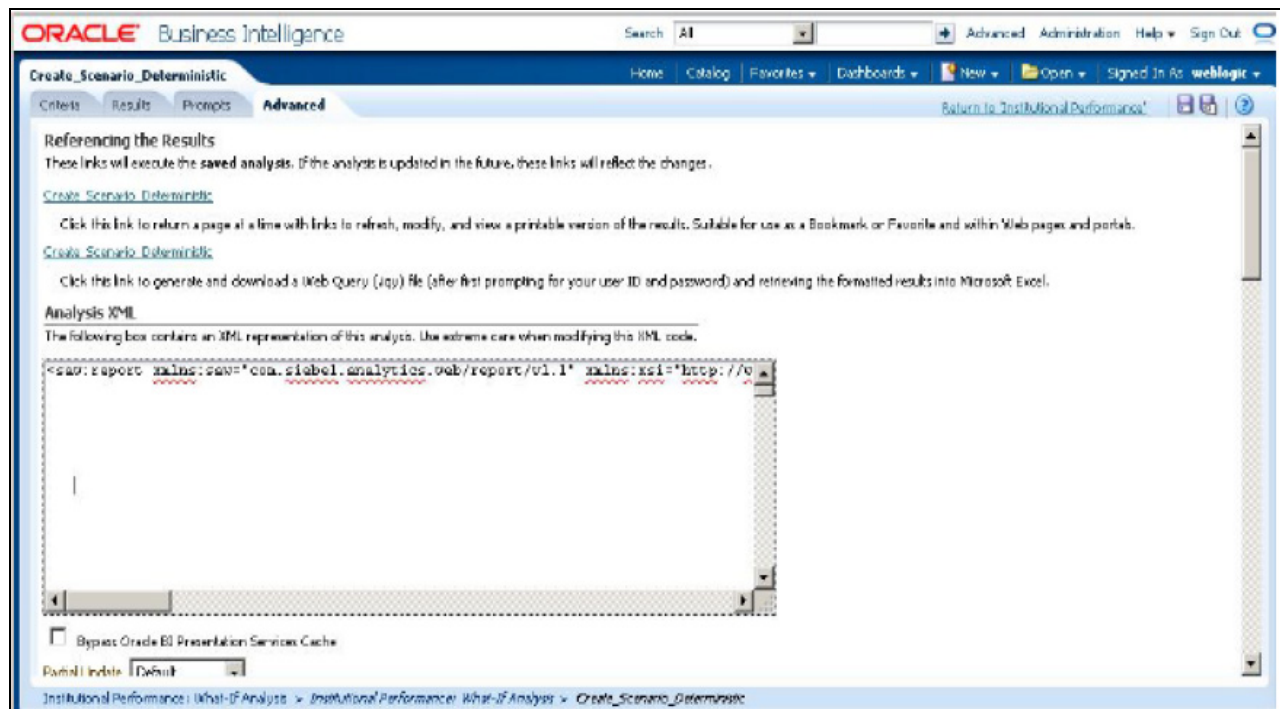 ORACLE Business Intelligence Search All Advanced Administration Help Sign Out
Create_Scenario_Deterministic Home Catalog Favorites Dashboards New Open Signed In As weblogic
Criteria Results Prompts Advanced Return to "Institutional Performance"
Referencing the Results
These links will execute the saved analysis. If the analysis is updated in the future, these links will reflect the changes.
Create_Scenario_Deterministic
Click this link to return a page at a time with links to refresh, modify, and view a printable version of the results. Suitable for use as a Bookmark or Favorite and within Web pages and portals.
Create_Scenario_Deterministic
Click this link to generate and download a Web Query (.iqy) file (after first prompting for your user ID and password) and retrieving the formatted results into Microsoft Excel.
Analysis XML
The following box contains an XML representation of this analysis. Use extreme care when modifying this XML code.
<saw:report xmlns:saw="com.siebel.analytics.web/report/v1.1" xmlns:xsi="http://
Bypass Oracle BI Presentation Services Cache
Partial Update Default
Institutional Performance: What-If Analysis > Institutional Performance: What-If Analysis > Create_Scenario_Deterministic